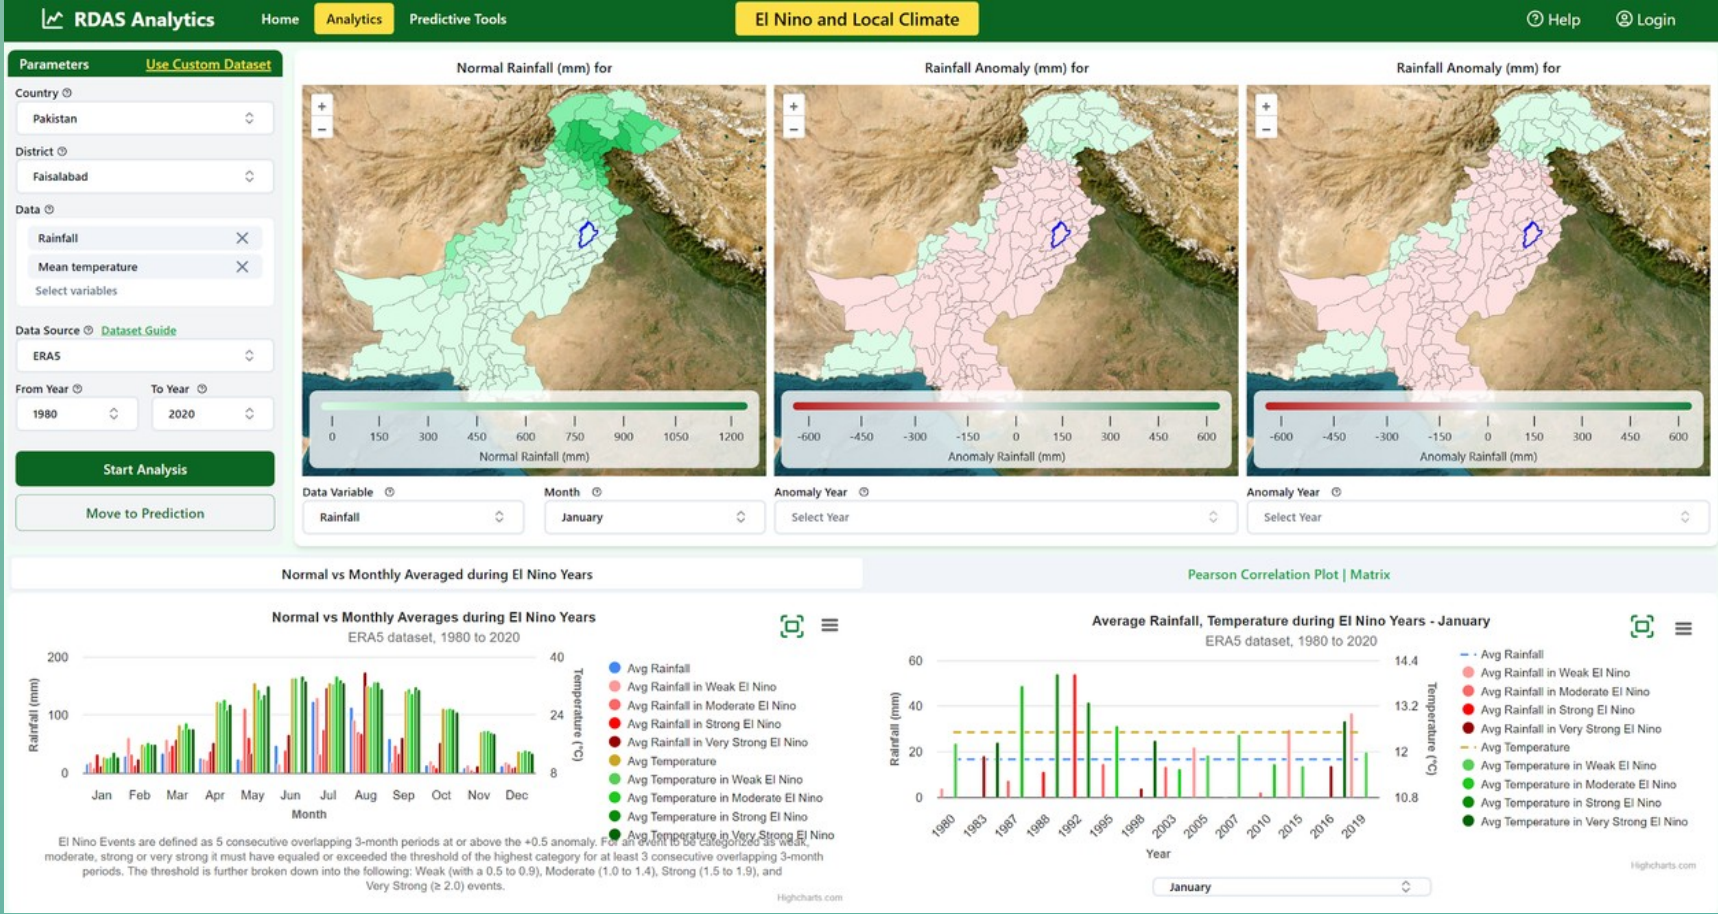 RDAS Analytics
Home
Analytics
Predictive Tools
El Nino and Local Climate
Help
Login
Parameters
Use Custom Dataset
Country
Pakistan
District
Faisalabad
Data
Rainfall
Mean temperature
Select variables
Data Source
Dataset Guide
ERA5
From Year
To Year
1980
2020
Start Analysis
Move to Prediction
Normal Rainfall (mm) for
+
−
0 150 300 450 600 750 900 1050 1200
Normal Rainfall (mm)
Data Variable
Month
Rainfall
January
Rainfall Anomaly (mm) for
+
−
-600 -450 -300 -150 0 150 300 450 600
Anomaly Rainfall (mm)
Anomaly Year
Select Year
Rainfall Anomaly (mm) for
+
−
-600 -450 -300 -150 0 150 300 450 600
Anomaly Rainfall (mm)
Anomaly Year
Select Year
Normal vs Monthly Averaged during El Nino Years
Pearson Correlation Plot | Matrix
Normal vs Monthly Averages during El Nino Years
ERA5 dataset, 1980 to 2020
200
100
0
Rainfall (mm)
40
24
8
Temperature (°C)
Jan Feb Mar Apr May Jun Jul Aug Sep Oct Nov Dec
Month
Avg Rainfall
Avg Rainfall in Weak El Nino
Avg Rainfall in Moderate El Nino
Avg Rainfall in Strong El Nino
Avg Rainfall in Very Strong El Nino
Avg Temperature
Avg Temperature in Weak El Nino
Avg Temperature in Moderate El Nino
Avg Temperature in Strong El Nino
Avg Temperature in Very Strong El Nino
El Nino Events are defined as 5 consecutive overlapping 3-month periods at or above the +0.5 anomaly. For an event to be categorized as weak,
moderate, strong or very strong it must have equaled or exceeded the threshold of the highest category for at least 3 consecutive overlapping 3-month
periods. The threshold is further broken down into the following: Weak (with a 0.5 to 0.9), Moderate (1.0 to 1.4), Strong (1.5 to 1.9), and
Very Strong (≥ 2.0) events.
Highcharts.com
Average Rainfall, Temperature during El Nino Years - January
ERA5 dataset, 1980 to 2020
60
40
20
0
Rainfall (mm)
14.4
13.2
12
10.8
Temperature (°C)
1980 1983 1987 1988 1992 1995 1998 2003 2005 2007 2010 2015 2016 2019
Year
Avg Rainfall
Avg Rainfall in Weak El Nino
Avg Rainfall in Moderate El Nino
Avg Rainfall in Strong El Nino
Avg Rainfall in Very Strong El Nino
Avg Temperature
Avg Temperature in Weak El Nino
Avg Temperature in Moderate El Nino
Avg Temperature in Strong El Nino
Avg Temperature in Very Strong El Nino
Highcharts.com
January